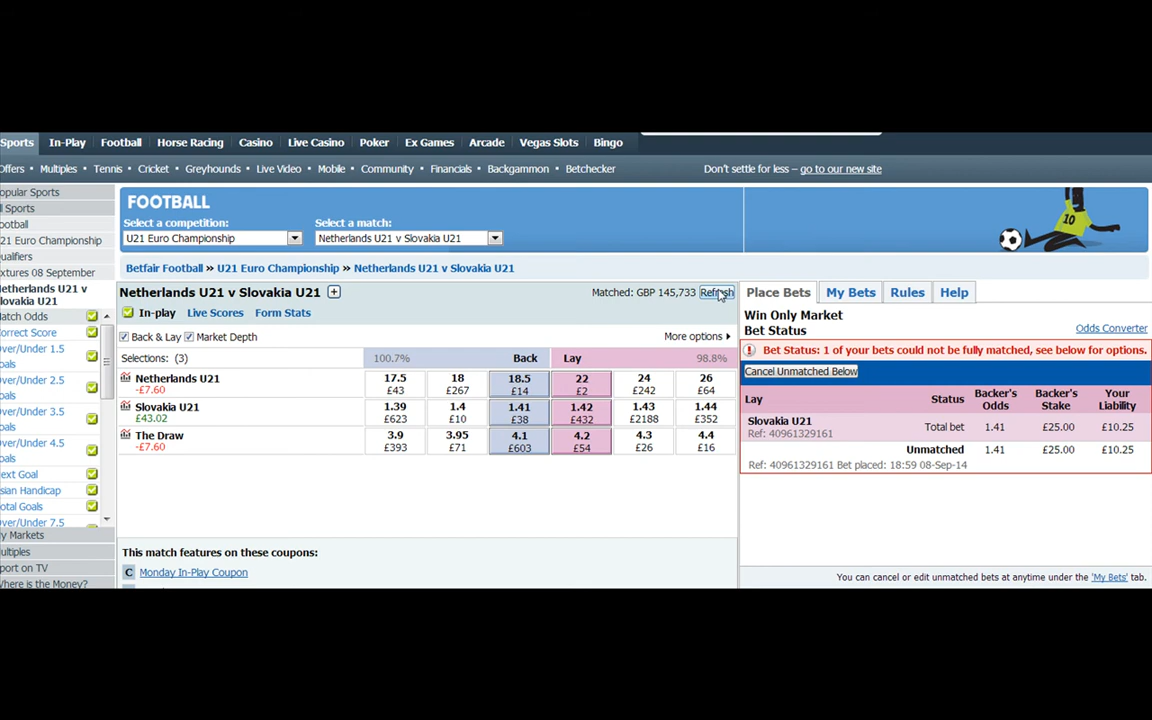 Sports In-Play Football Horse Racing Casino Live Casino Poker Ex Games Arcade Vegas Slots Bingo
Offers • Multiples • Tennis • Cricket • Greyhounds • Live Video • Mobile • Community • Financials • Backgammon • Betchecker Don't settle for less – go to our new site
opular Sports
l Sports
ootball
21 Euro Championship
ualifiers
xtures 08 September
Netherlands U21 v
lovakia U21
latch Odds
Correct Score
Over/Under 1.5
oals
Over/Under 2.5
oals
Over/Under 3.5
oals
Over/Under 4.5
oals
ext Goal
sian Handicap
otal Goals
Over/Under 7.5
y Markets
ultiples
port on TV
here is the Money?
FOOTBALL
Select a competition: Select a match:
U21 Euro Championship Netherlands U21 v Slovakia U21
10
Betfair Football » U21 Euro Championship » Netherlands U21 v Slovakia U21
Netherlands U21 v Slovakia U21 + Matched: GBP 145,733 Refresh
In-play Live Scores Form Stats
Back & Lay Market Depth More options
Selections: (3) 100.7% Back Lay 98.8%
Netherlands U21 17.5 18 18.5 22 24 26
-£7.60 £43 £267 £14 £2 £242 £64
Slovakia U21 1.39 1.4 1.41 1.42 1.43 1.44
£43.02 £623 £10 £38 £432 £2188 £352
The Draw 3.9 3.95 4.1 4.2 4.3 4.4
-£7.60 £393 £71 £603 £54 £26 £16
This match features on these coupons:
C Monday In-Play Coupon
Place Bets My Bets Rules Help
Win Only Market
Bet Status Odds Converter
! Bet Status: 1 of your bets could not be fully matched, see below for options.
Cancel Unmatched Below
Lay Status Backer's Odds Backer's Stake Your Liability
Slovakia U21 Total bet 1.41 £25.00 £10.25
Ref: 40961329161
Unmatched 1.41 £25.00 £10.25
Ref: 40961329161 Bet placed: 18:59 08-Sep-14
You can cancel or edit unmatched bets at anytime under the 'My Bets' tab.